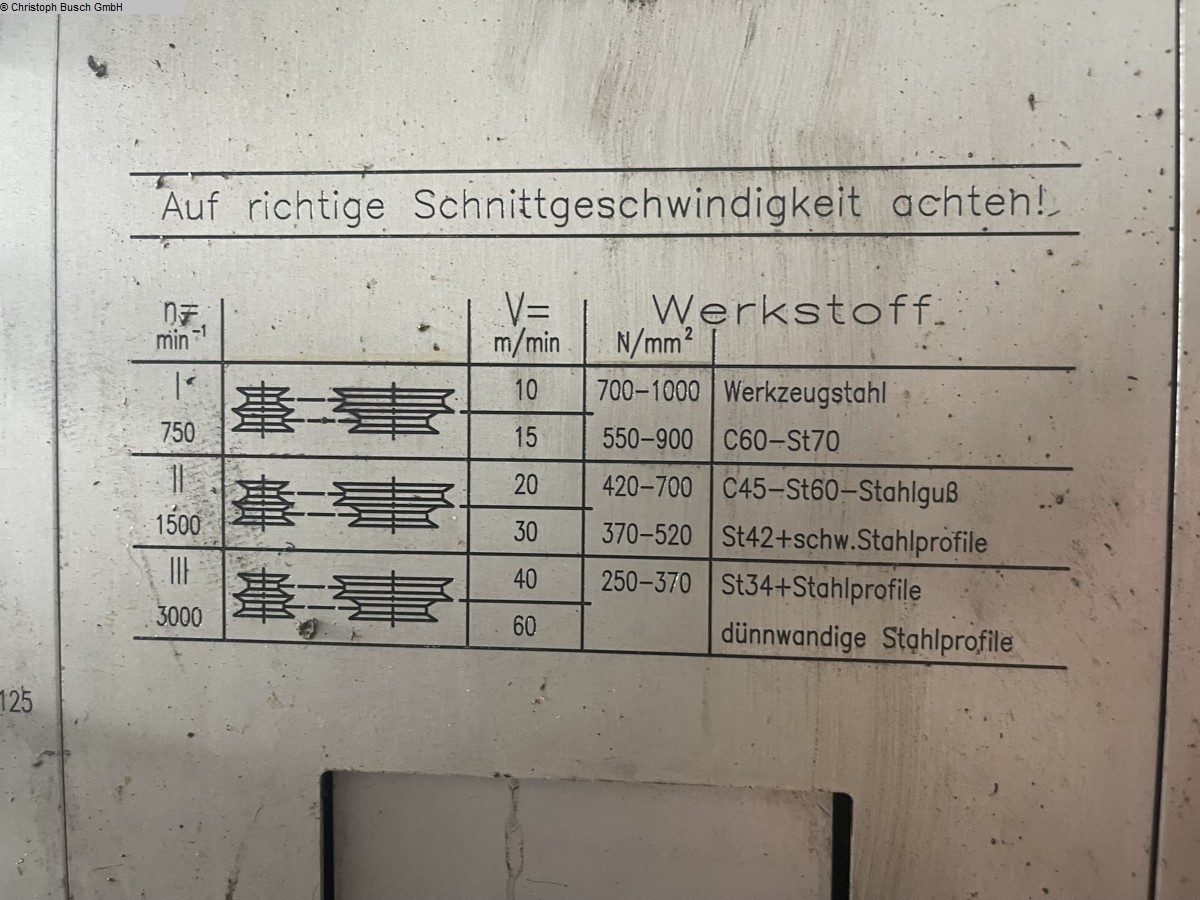 © Christoph Busch GmbH
Auf richtige Schnittgeschwindigkeit achten!
n= V= Werkstoff
min⁻¹ m/min N/mm²
I 10 700-1000 Werkzeugstahl
750 15 550-900 C60-St70
II 20 420-700 C45-St60-Stahlguß
1500 30 370-520 St42+schw.Stahlprofile
III 40 250-370 St34+Stahlprofile
3000 60 dünnwandige Stahlprofile
125